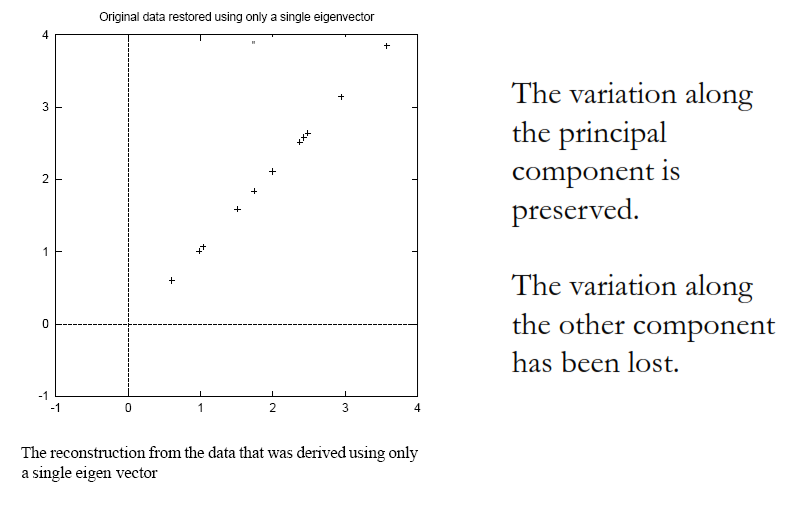 Original data restored using only a single eigenvector
4
3
2
1
0
-1
-1
0
1
2
3
4
The variation along
the principal
component is
preserved.
The variation along
the other component
has been lost.
The reconstruction from the data that was derived using only
a single eigen vector